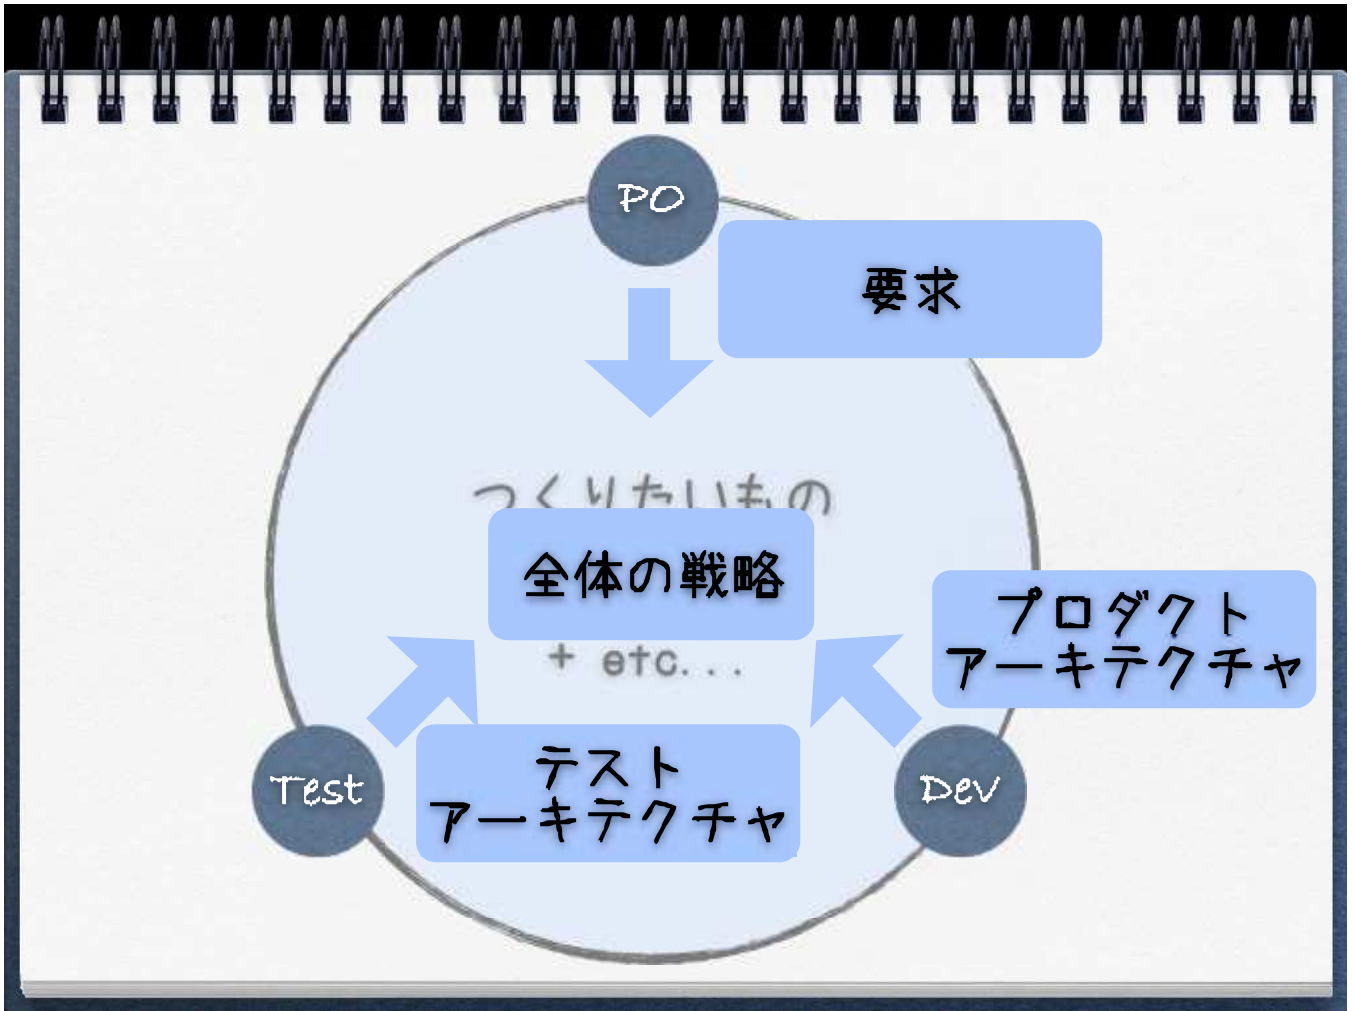 PO
要求
つくりたいもの
全体の戦略
+ etc...
プロダクト
アーキテクチャ
Test
テスト
アーキテクチャ
Dev